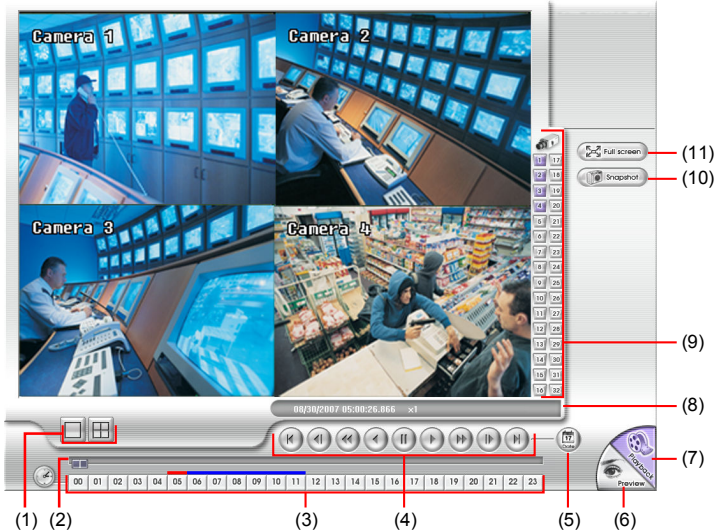 Camera 1
Camera 2
Camera 3
Camera 4
1 17
2 18
3 19
4 20
5 21
6 22
7 23
8 24
9 25
10 26
11 27
12 28
13 29
14 30
15 31
16 32
Full screen
(11)
Snapshot
(10)
(9)
08/30/2007 05:00:26.866 x1
(8)
17
Date
Playback
Preview
(7)
00 01 02 03 04 05 06 07 08 09 10 11 12 13 14 15 16 17 18 19 20 21 22 23
(1)
(2)
(3)
(4)
(5)
(6)